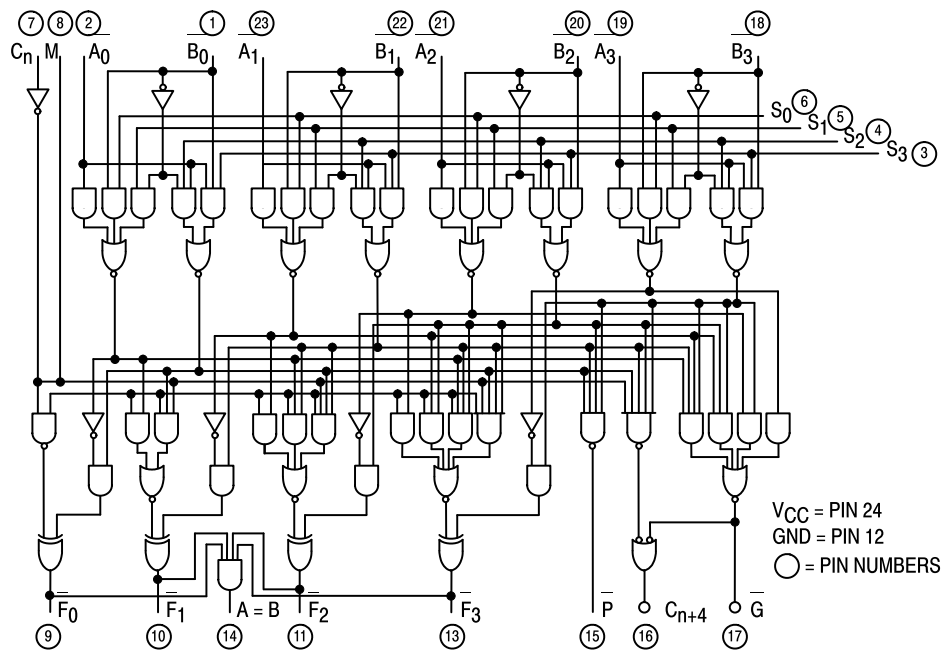 7 8 2 1 23 22 21 20 19 18
Cn M A0 B0 A1 B1 A2 B2 A3 B3
S0 6
S1 5
S2 4
S3 3
VCC = PIN 24
GND = PIN 12
= PIN NUMBERS
F0 F1 A = B F2 F3 P Cn+4 G
9 10 14 11 13 15 16 17